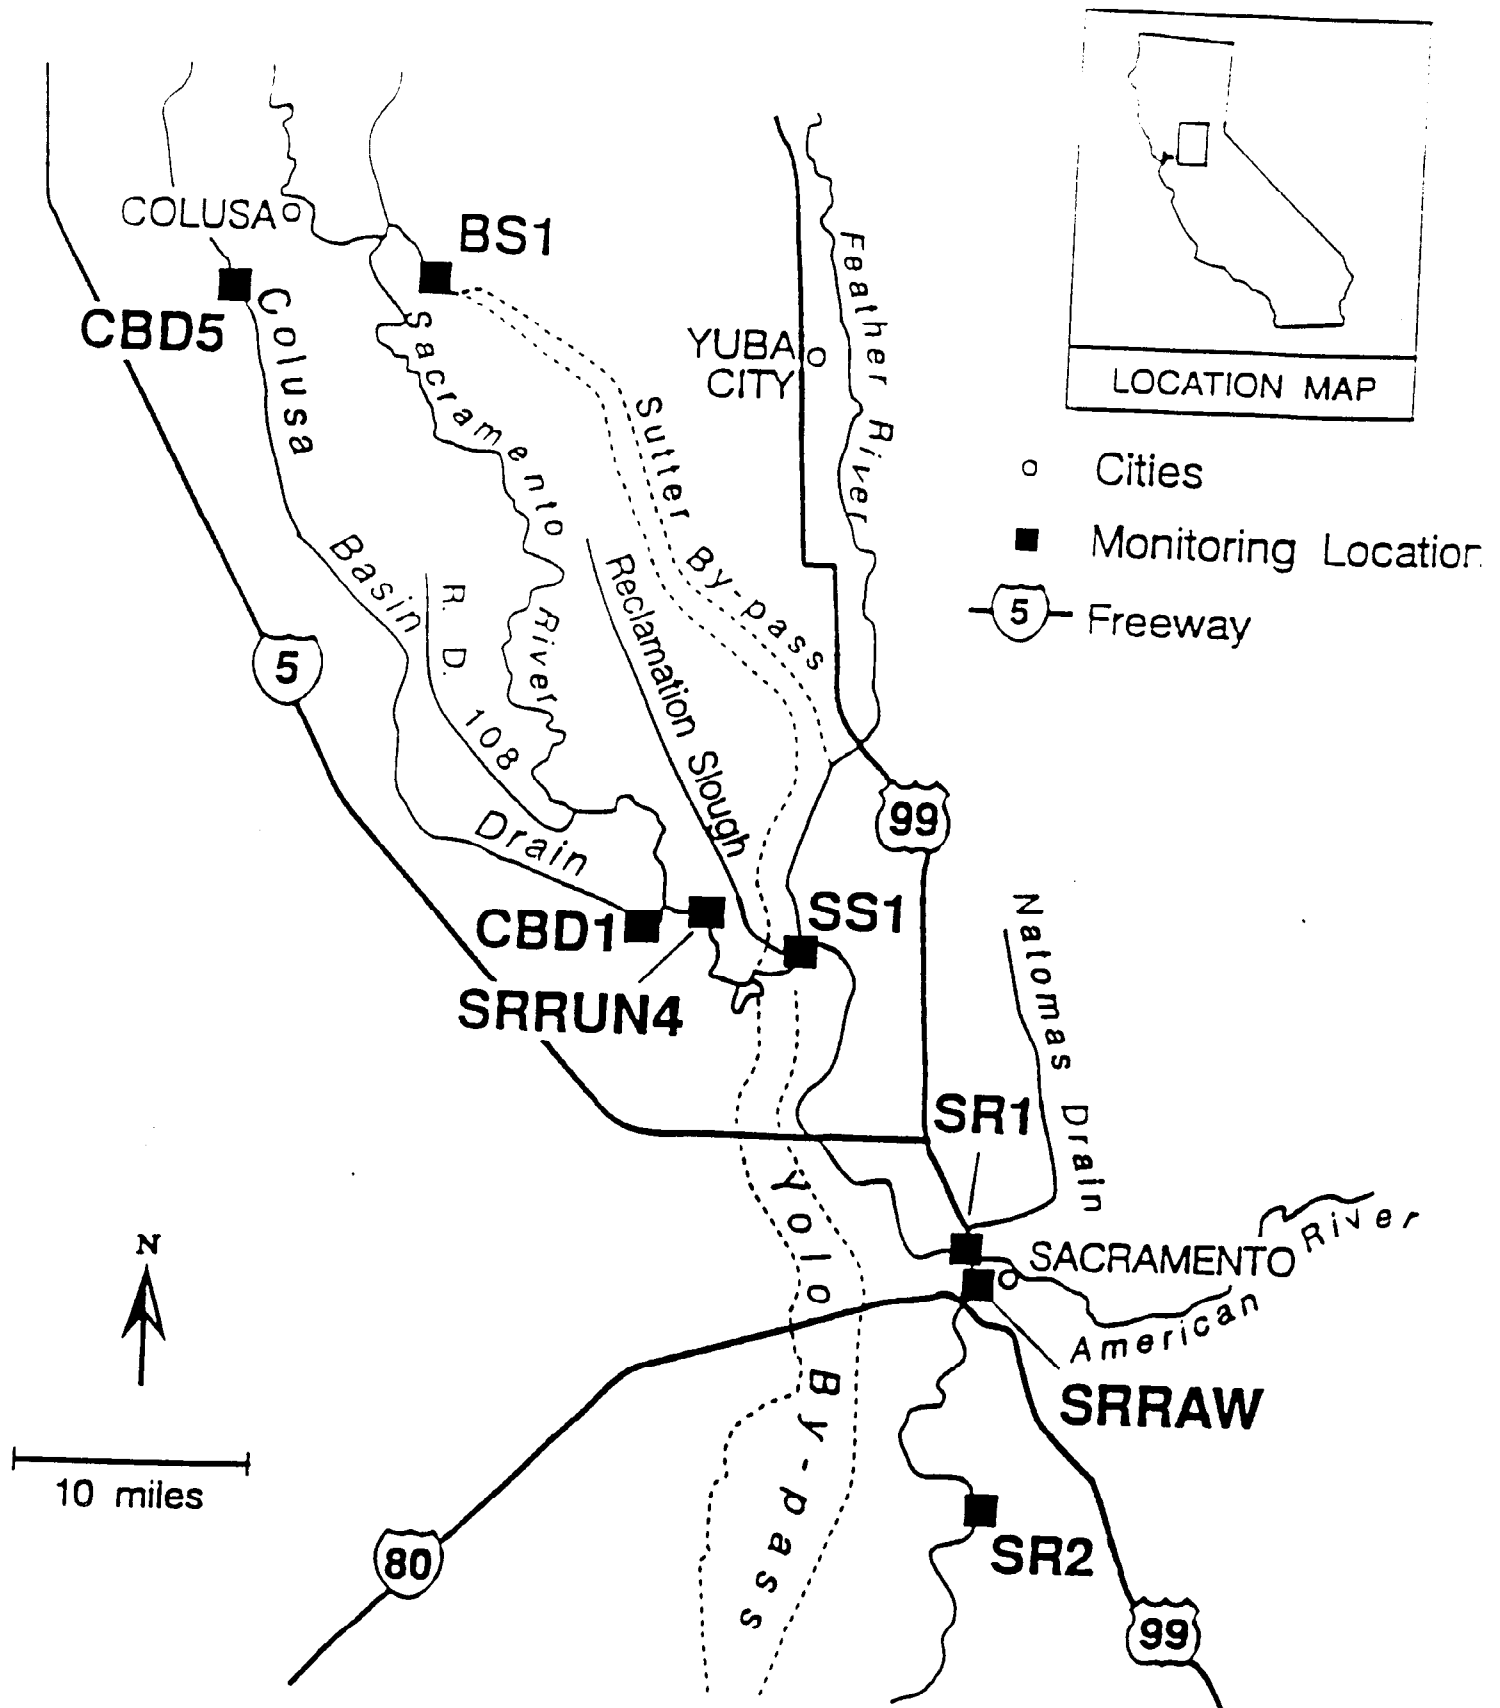 COLUSA
BS1
CBD5
Colusa
Basin
Drain
Sacramento
River
Sutter By-pass
YUBA
CITY
Feather River
LOCATION MAP
Cities
Monitoring Location
5 Freeway
5
R. D. 108
Reclamation Slough
99
CBD1
SS1
SRRUN4
Natomas Drain
SR1
Yolo By-pass
N
SACRAMENTO
American
River
SRRAW
10 miles
SR2
80
99